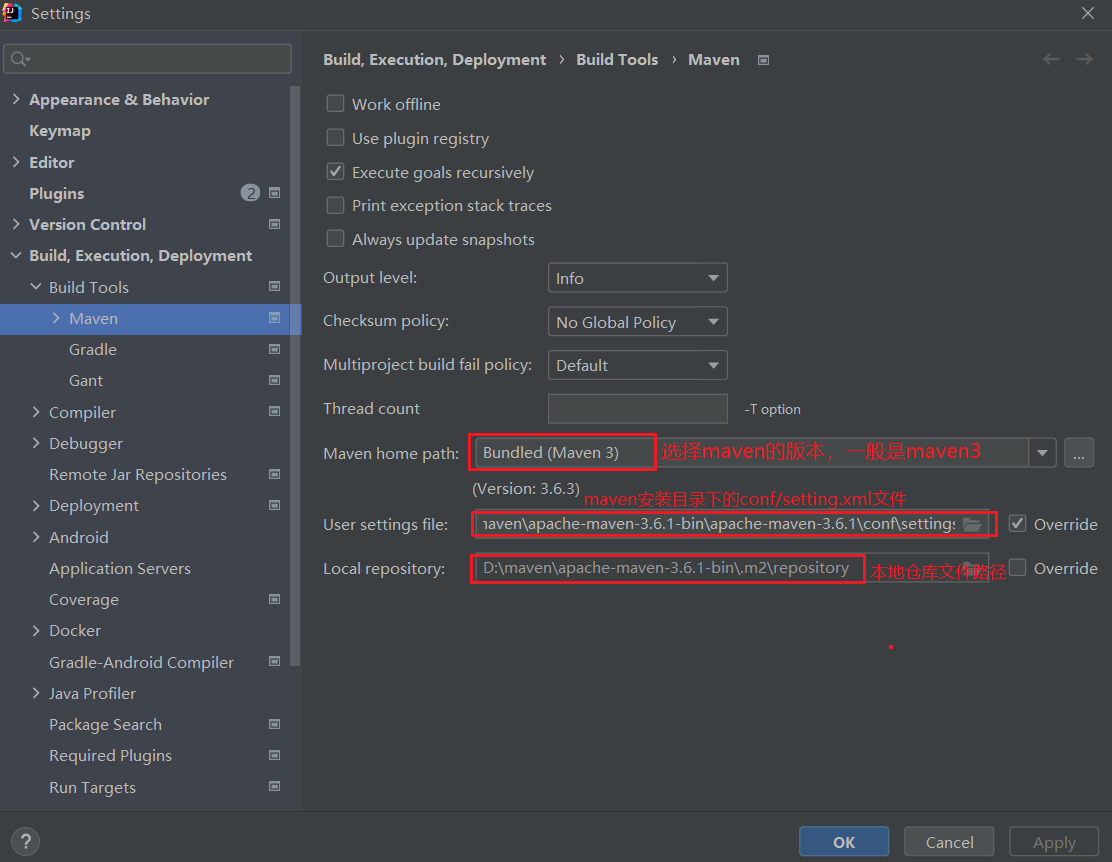 Settings
Build, Execution, Deployment › Build Tools › Maven
Appearance & Behavior
Keymap
Editor
Plugins 2
Version Control
Build, Execution, Deployment
Build Tools
Maven
Gradle
Gant
Compiler
Debugger
Remote Jar Repositories
Deployment
Android
Application Servers
Coverage
Docker
Gradle-Android Compiler
Java Profiler
Package Search
Required Plugins
Run Targets
Work offline
Use plugin registry
Execute goals recursively
Print exception stack traces
Always update snapshots
Output level: Info
Checksum policy: No Global Policy
Multiproject build fail policy: Default
Thread count -T option
Maven home path: Bundled (Maven 3) 选择maven的版本，一般是maven3 ...
(Version: 3.6.3)
maven安装目录下的conf/setting.xml文件
User settings file: naven\apache-maven-3.6.1-bin\apache-maven-3.6.1\conf\settings Override
Local repository: D:\maven\apache-maven-3.6.1-bin\.m2\repository 本地仓库文件路径 Override
? OK Cancel Apply